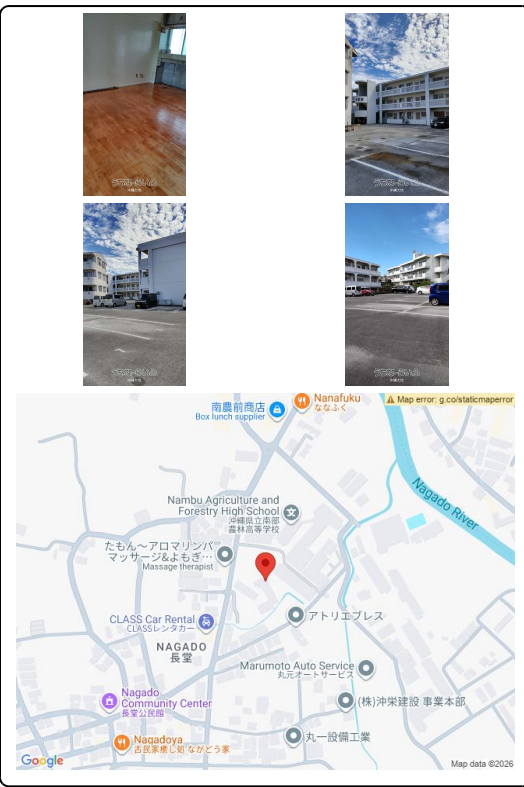 南農前商店
Box lunch supplier
Nanafuku
ななふく
Map error: g.co/staticmaperror
Nagado River
Nambu Agriculture and
Forestry High School
沖縄県立南部
農林高等学校
たもん〜アロマリンパ
マッサージ&よもぎ…
Massage therapist
CLASS Car Rental
CLASSレンタカー
アトリエブレス
NAGADO
長堂
Marumoto Auto Service
丸元オートサービス
Nagado
Community Center
長堂公民館
(株)沖栄建設 事業本部
Nagadoya
古民家癒し処 ながどう家
丸一設備工業
Google
Map data ©2026